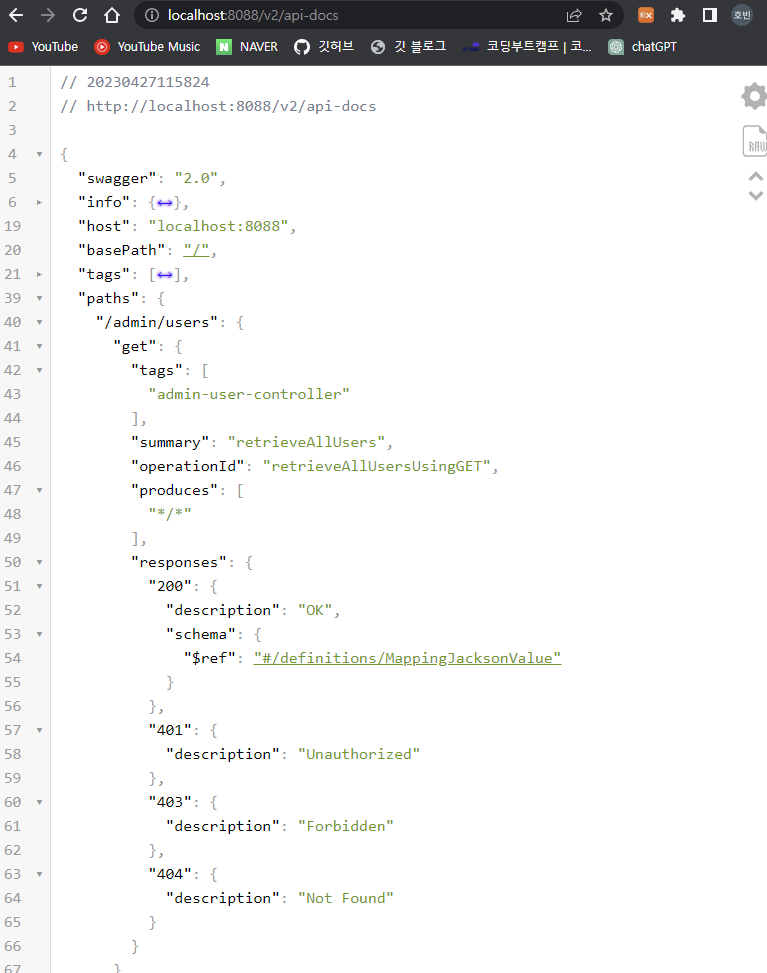 localhost:8088/v2/api-docs
EX
호빈
YouTube YouTube Music N NAVER 깃허브 깃 블로그 코딩부트캠프 | 코... chatGPT
1 // 20230427115824
2 // http://localhost:8088/v2/api-docs
3
4 {
RAW
5 "swagger": "2.0",
6 "info": {↔},
19 "host": "localhost:8088",
20 "basePath": "/",
21 "tags": [↔],
39 "paths": {
40 "/admin/users": {
41 "get": {
42 "tags": [
43 "admin-user-controller"
44 ],
45 "summary": "retrieveAllUsers",
46 "operationId": "retrieveAllUsersUsingGET",
47 "produces": [
48 "*/*"
49 ],
50 "responses": {
51 "200": {
52 "description": "OK",
53 "schema": {
54 "$ref": "#/definitions/MappingJacksonValue"
55 }
56 },
57 "401": {
58 "description": "Unauthorized"
59 },
60 "403": {
61 "description": "Forbidden"
62 },
63 "404": {
64 "description": "Not Found"
65 }
66 }
67 }